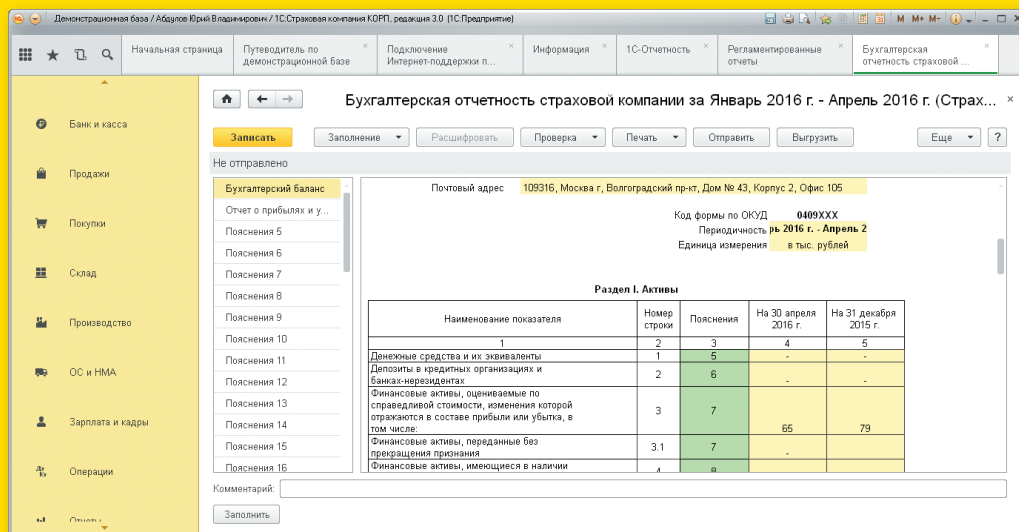 Демонстрационная база / Абдулов Юрий Владимирович / 1С:Страховая компания КОРП, редакция 3.0 (1С:Предприятие)
M M+ M-
Начальная страница
Путеводитель по
демонстрационной базе
Подключение
Интернет-поддержки п...
Информация
1С-Отчетность
Регламентированные
отчеты
Бухгалтерская
отчетность страховой ...
Банк и касса
Продажи
Покупки
Склад
Производство
ОС и НМА
Зарплата и кадры
Операции
Отчеты
Бухгалтерская отчетность страховой компании за Январь 2016 г. - Апрель 2016 г. (Страх...
Записать Заполнение Расшифровать Проверка Печать Отправить Выгрузить Еще ?
Не отправлено
Бухгалтерский баланс
Отчет о прибылях и у...
Пояснения 5
Пояснения 6
Пояснения 7
Пояснения 8
Пояснения 9
Пояснения 10
Пояснения 11
Пояснения 12
Пояснения 13
Пояснения 14
Пояснения 15
Пояснения 16
Почтовый адрес 109316, Москва г, Волгоградский пр-кт, Дом № 43, Корпус 2, Офис 105
Код формы по ОКУД 0409XXX
Периодичность рь 2016 г. - Апрель 2
Единица измерения в тыс. рублей
Раздел I. Активы
Наименование показателя
Номер
строки
Пояснения
На 30 апреля
2016 г.
На 31 декабря
2015 г.
1 2 3 4 5
Денежные средства и их эквиваленты 1 5 - -
Депозиты в кредитных организациях и
банках-нерезидентах 2 6 - -
Финансовые активы, оцениваемые по
справедливой стоимости, изменения которой
отражаются в составе прибыли или убытка, в
том числе: 3 7 65 79
Финансовые активы, переданные без
прекращения признания 3.1 7 -
Финансовые активы, имеющиеся в наличии 4 8
Комментарий:
Заполнить